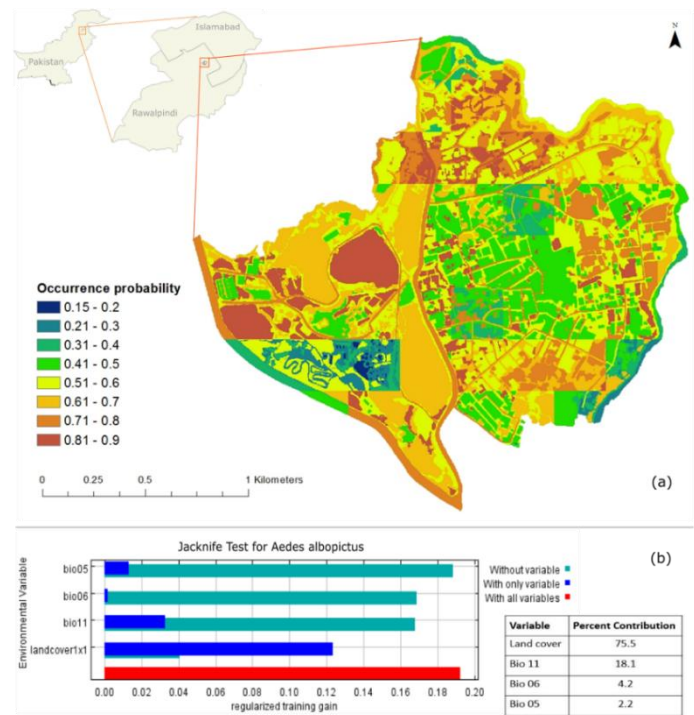 Islamabad
Pakistan
Rawalpindi
N
Occurrence probability
0.15 - 0.2
0.21 - 0.3
0.31 - 0.4
0.41 - 0.5
0.51 - 0.6
0.61 - 0.7
0.71 - 0.8
0.81 - 0.9
0 0.25 0.5 1 Kilometers
(a)
Jacknife Test for Aedes albopictus
(b)
Environmental Variable
bio05
bio06
bio11
landcover1x1
Without variable
With only variable
With all variables
0.00 0.02 0.04 0.06 0.08 0.10 0.12 0.14 0.16 0.18 0.20
regularized training gain
Variable Percent Contribution
Land cover 75.5
Bio 11 18.1
Bio 06 4.2
Bio 05 2.2